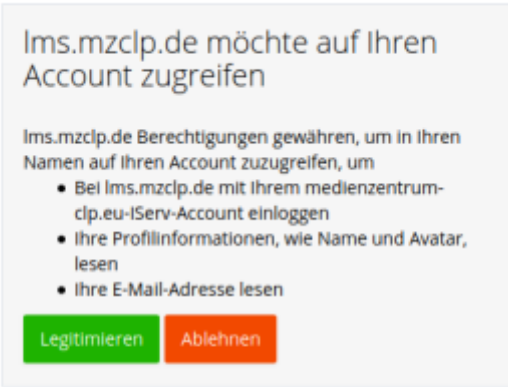 lms.mzclp.de möchte auf Ihren
Account zugreifen
lms.mzclp.de Berechtigungen gewähren, um in Ihren
Namen auf Ihren Account zuzugreifen, um
• Bei lms.mzclp.de mit Ihrem medienzentrum-
clp.eu-IServ-Account einloggen
• Ihre Profilinformationen, wie Name und Avatar,
lesen
• Ihre E-Mail-Adresse lesen
Legitimieren Ablehnen